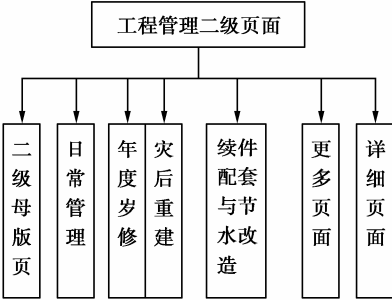 工程管理二级页面
二级母版页
日常管理
年度岁修
灾后重建
续件
配套
与节
水改
造
更多页面
详细页面